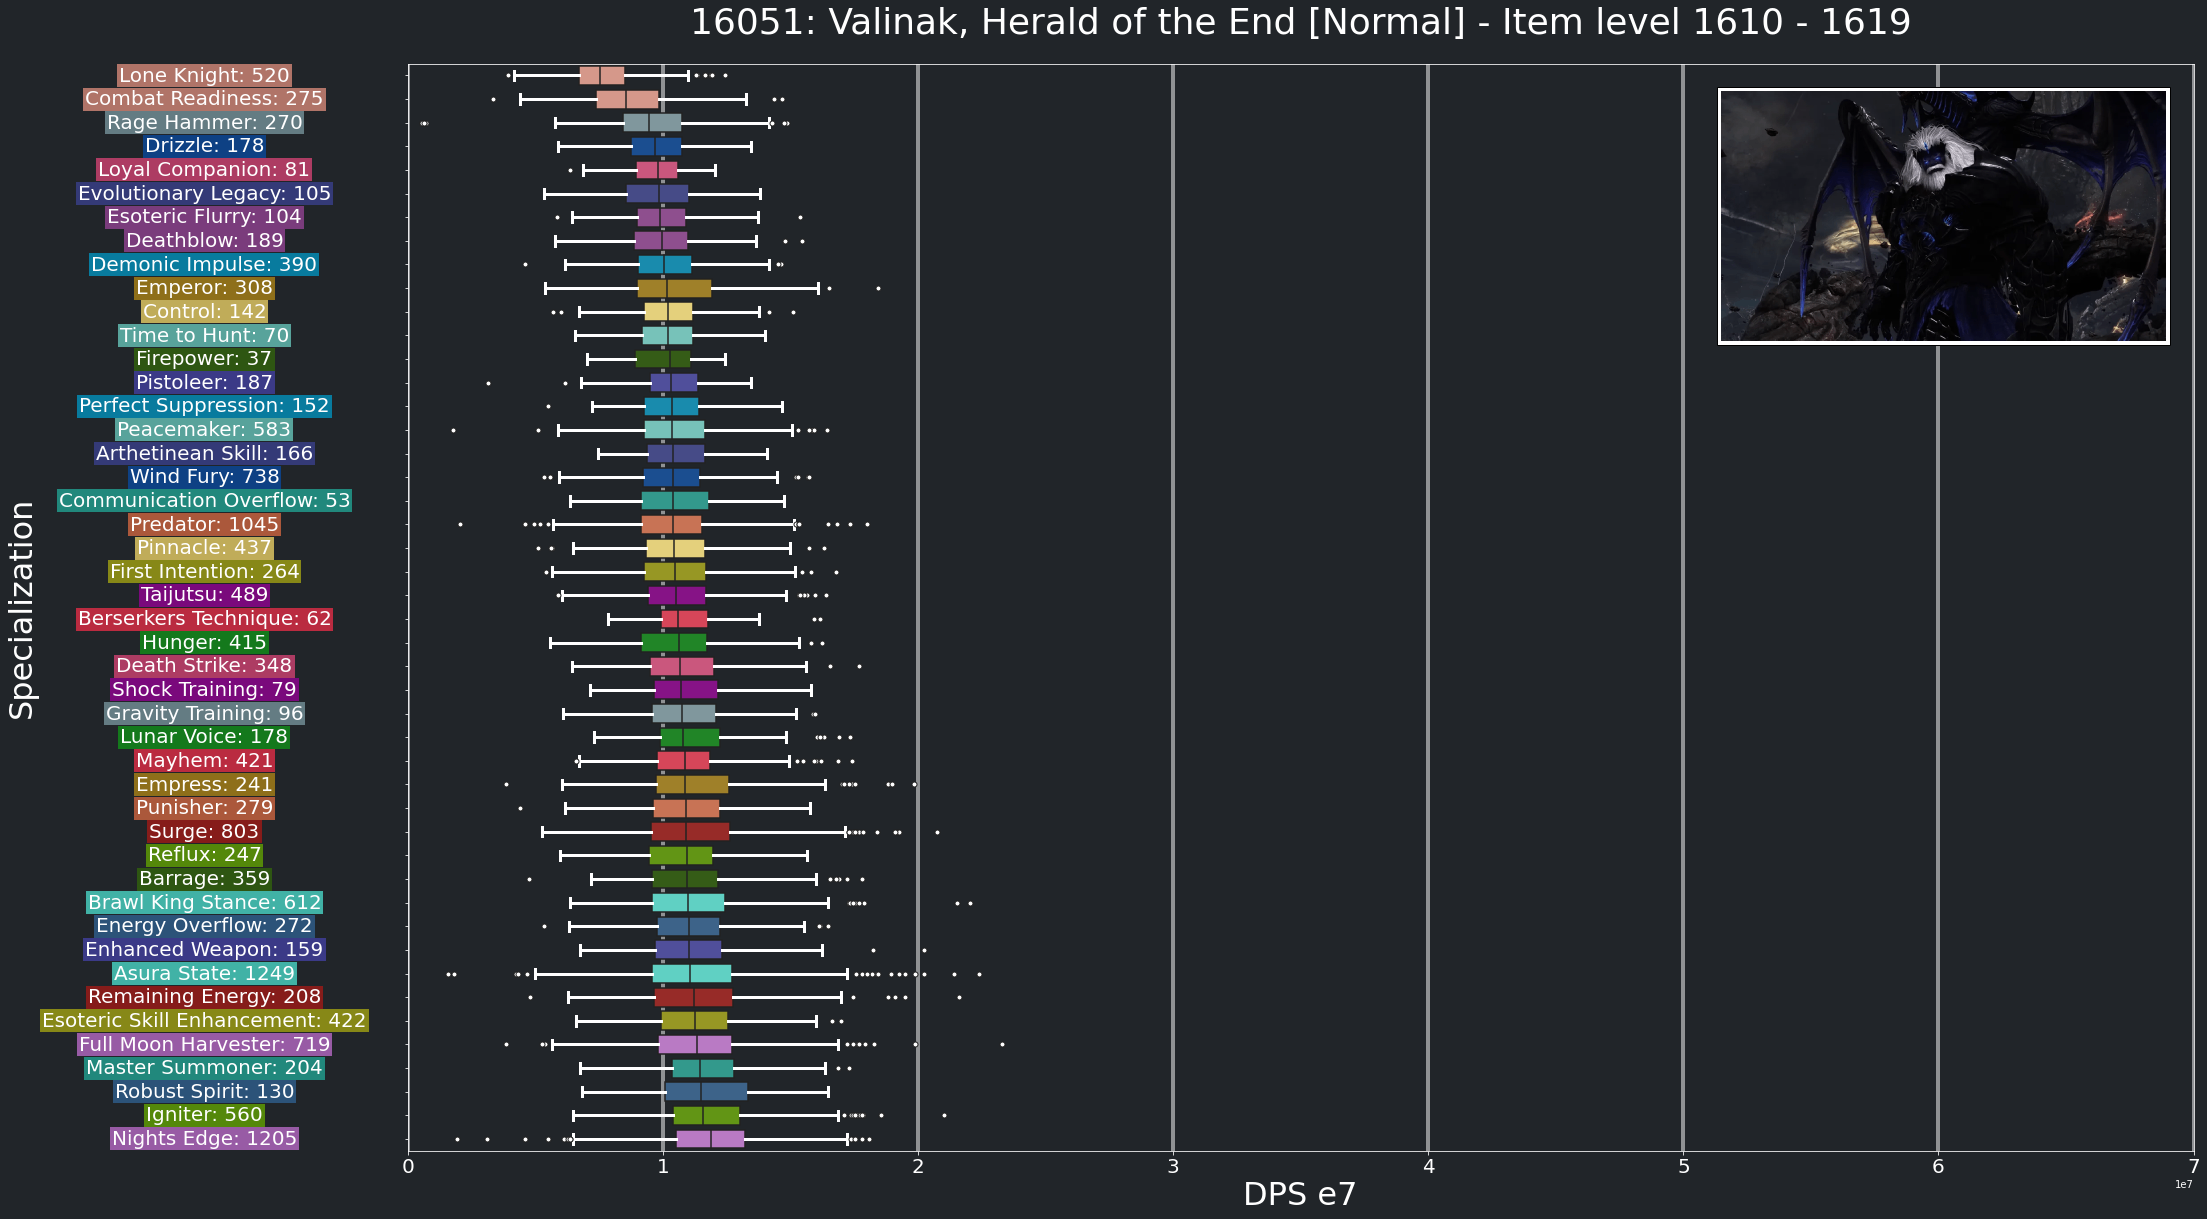 16051: Valinak, Herald of the End [Normal] - Item level 1610 - 1619
Specialization
Lone Knight: 520
Combat Readiness: 275
Rage Hammer: 270
Drizzle: 178
Loyal Companion: 81
Evolutionary Legacy: 105
Esoteric Flurry: 104
Deathblow: 189
Demonic Impulse: 390
Emperor: 308
Control: 142
Time to Hunt: 70
Firepower: 37
Pistoleer: 187
Perfect Suppression: 152
Peacemaker: 583
Arthetinean Skill: 166
Wind Fury: 738
Communication Overflow: 53
Predator: 1045
Pinnacle: 437
First Intention: 264
Taijutsu: 489
Berserkers Technique: 62
Hunger: 415
Death Strike: 348
Shock Training: 79
Gravity Training: 96
Lunar Voice: 178
Mayhem: 421
Empress: 241
Punisher: 279
Surge: 803
Reflux: 247
Barrage: 359
Brawl King Stance: 612
Energy Overflow: 272
Enhanced Weapon: 159
Asura State: 1249
Remaining Energy: 208
Esoteric Skill Enhancement: 422
Full Moon Harvester: 719
Master Summoner: 204
Robust Spirit: 130
Igniter: 560
Nights Edge: 1205
0 1 2 3 4 5 6 7
DPS e7
1e7